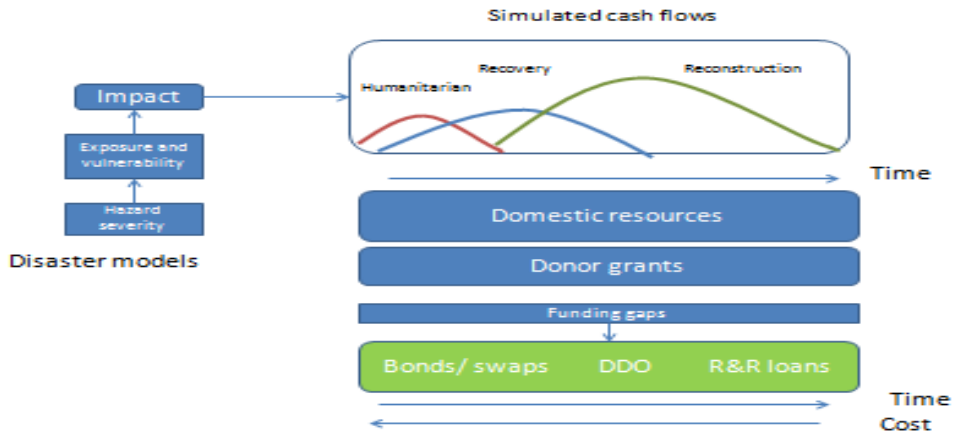 Simulated cash flows
Recovery
Reconstruction
Humanitarian
Impact
Exposure and
vulnerability
Hazard
severity
Disaster models
Time
Domestic resources
Donor grants
Funding gaps
Bonds/ swaps DDO R&R loans
Time
Cost